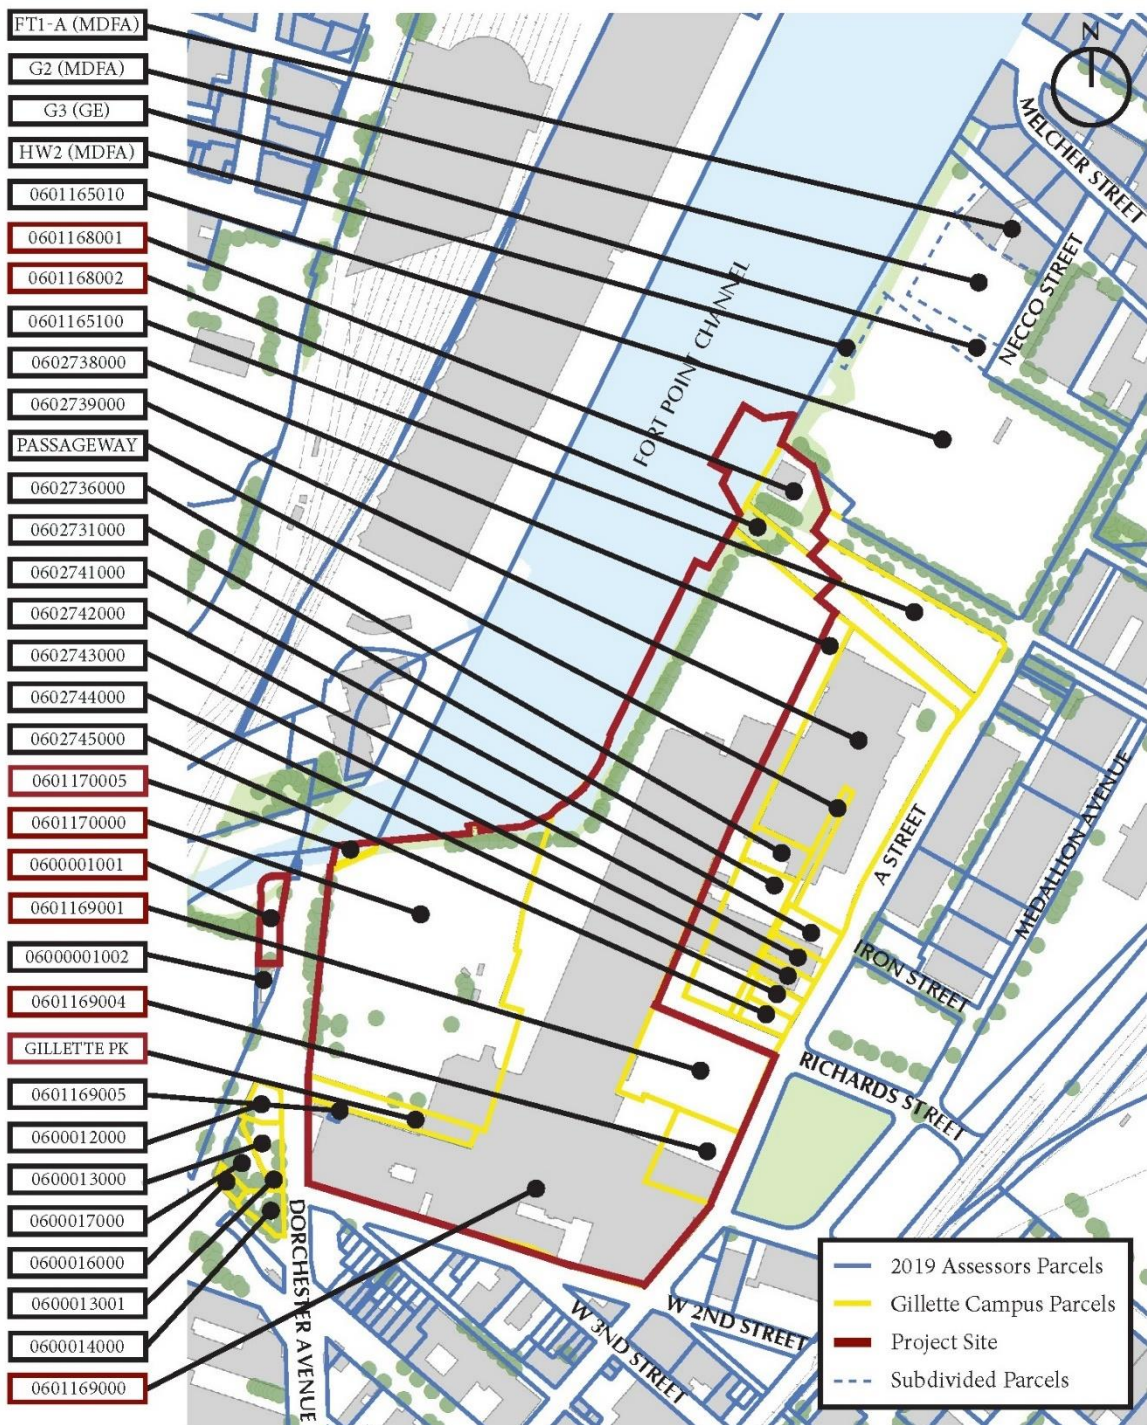 FT1-A (MDFA)
G2 (MDFA)
G3 (GE)
HW2 (MDFA)
0601165010
0601168001
0601168002
0601165100
0602738000
0602739000
PASSAGEWAY
0602736000
0602731000
0602741000
0602742000
0602743000
0602744000
0602745000
0601170005
0601170000
0600001001
0601169001
06000001002
0601169004
GILLETTE PK
0601169005
0600012000
0600013000
0600017000
0600016000
0600013001
0600014000
0601169000
N
MELCHER STREET
NECCO STREET
FORT POINT CHANNEL
A STREET
MEDALLION AVENUE
IRON STREET
RICHARDS STREET
DORCHESTER AVENUE
W 3ND STREET
W 2ND STREET
2019 Assessors Parcels
Gillette Campus Parcels
Project Site
Subdivided Parcels